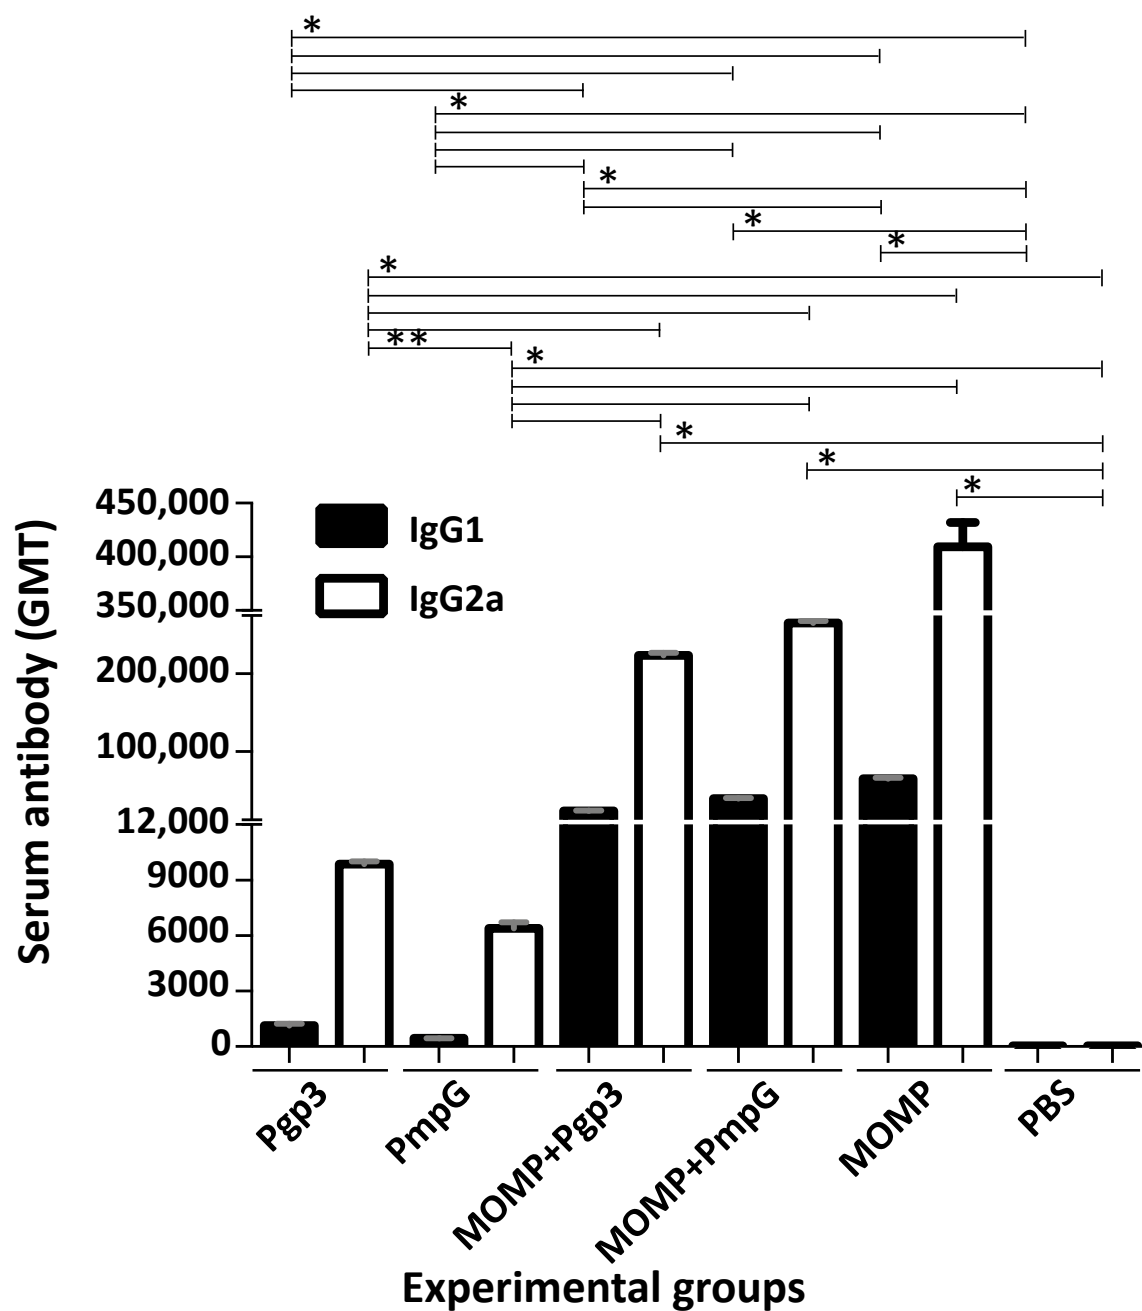 *
*
*
*
*
*
**
*
*
*
*
Serum antibody (GMT)
450,000
400,000
350,000
200,000
100,000
12,000
9000
6000
3000
0
IgG1
IgG2a
Pgp3
PmpG
MOMP+Pgp3
MOMP+PmpG
MOMP
PBS
Experimental groups